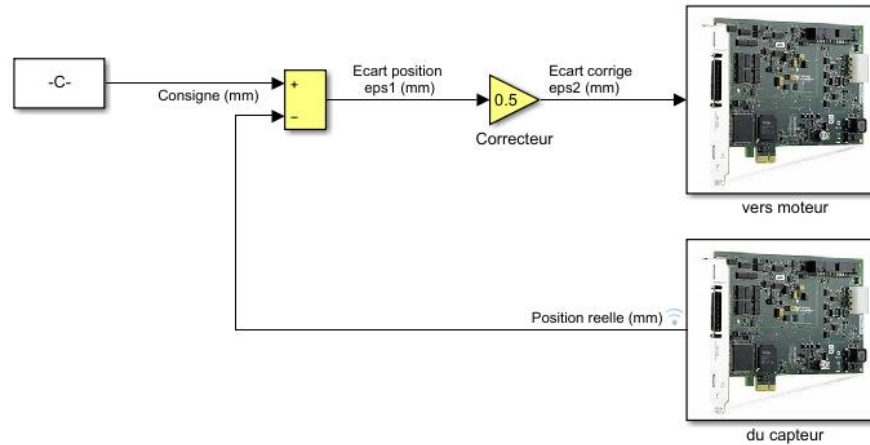 -C-
Consigne (mm)
+
−
Ecart position
eps1 (mm)
0.5
Correcteur
Ecart corrige
eps2 (mm)
vers moteur
Position reelle (mm)
du capteur